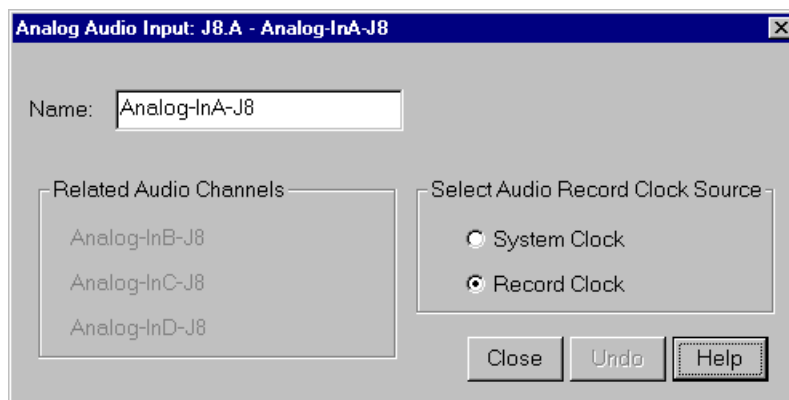 Analog Audio Input: J8.A - Analog-InA-J8
Name: Analog-InA-J8
Related Audio Channels
Analog-InB-J8
Analog-InC-J8
Analog-InD-J8
Select Audio Record Clock Source
System Clock
Record Clock
Close Undo Help